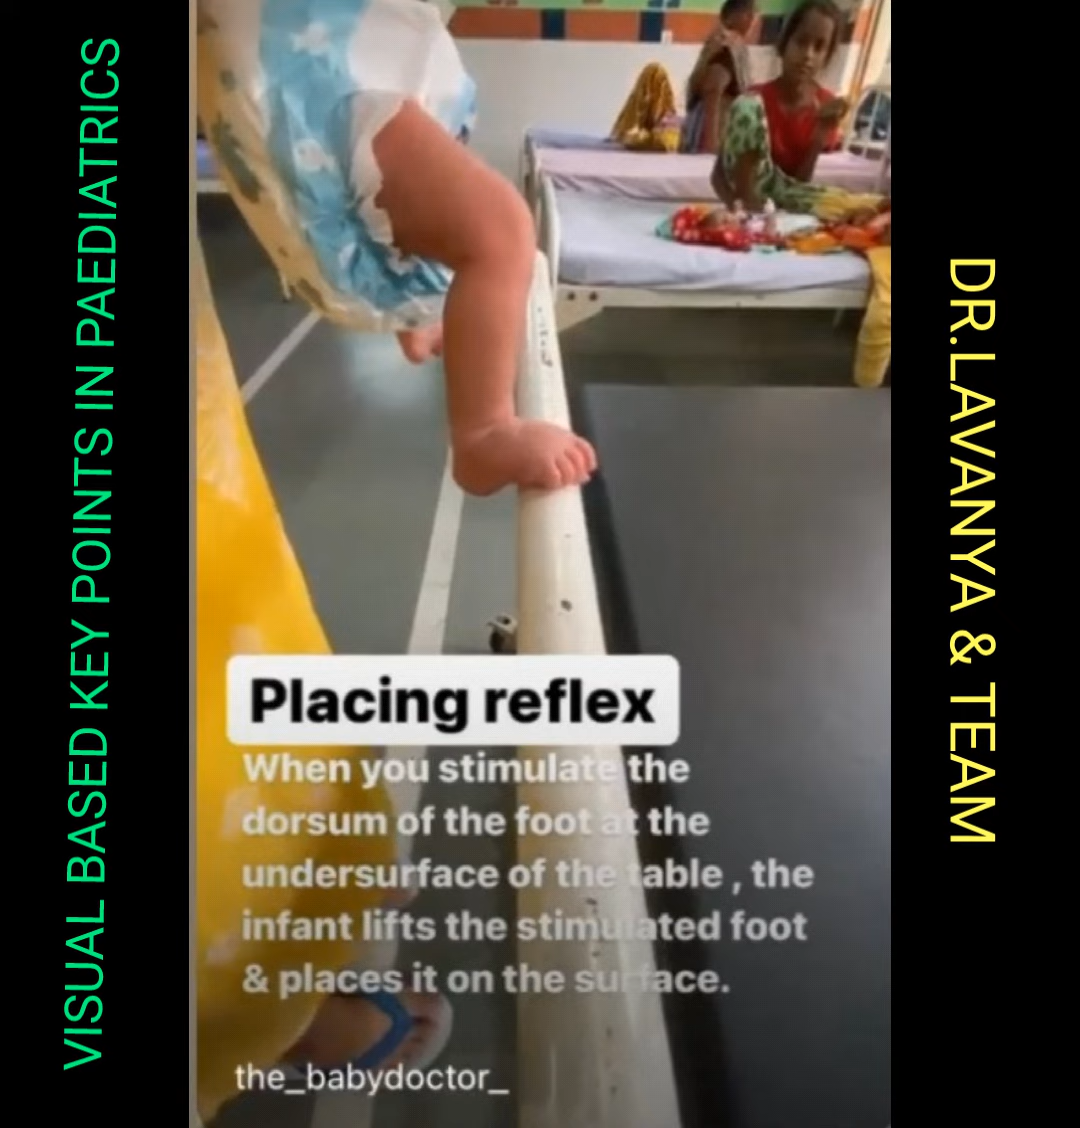 VISUAL BASED KEY POINTS IN PAEDIATRICS
Placing reflex
When you stimulate the
dorsum of the foot at the
undersurface of the table , the
infant lifts the stimulated foot
& places it on the surface.
the_babydoctor_
DR.LAVANYA & TEAM